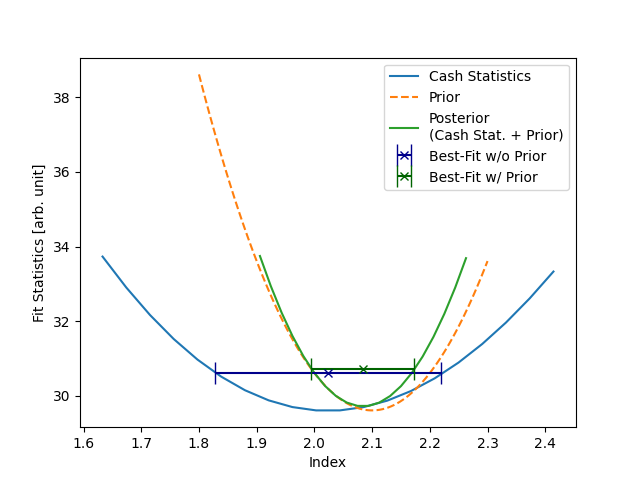 Cash Statistics
Prior
Posterior
(Cash Stat. + Prior)
Best-Fit w/o Prior
Best-Fit w/ Prior
Fit Statistics [arb. unit]
38
36
34
32
30
1.6 1.7 1.8 1.9 2.0 2.1 2.2 2.3 2.4
Index